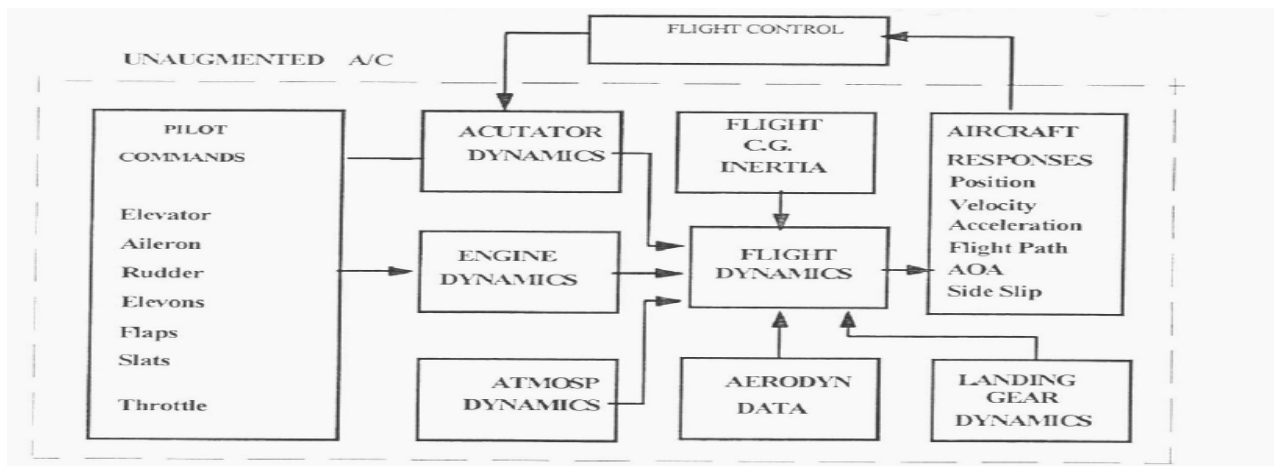 FLIGHT CONTROL
UNAUGMENTED A/C
PILOT
COMMANDS
Elevator
Aileron
Rudder
Elevons
Flaps
Slats
Throttle
ACUTATOR
DYNAMICS
ENGINE
DYNAMICS
ATMOSP
DYNAMICS
FLIGHT
C.G.
INERTIA
FLIGHT
DYNAMICS
AERODYN
DATA
AIRCRAFT
RESPONSES
Position
Velocity
Acceleration
Flight Path
AOA
Side Slip
LANDING
GEAR
DYNAMICS